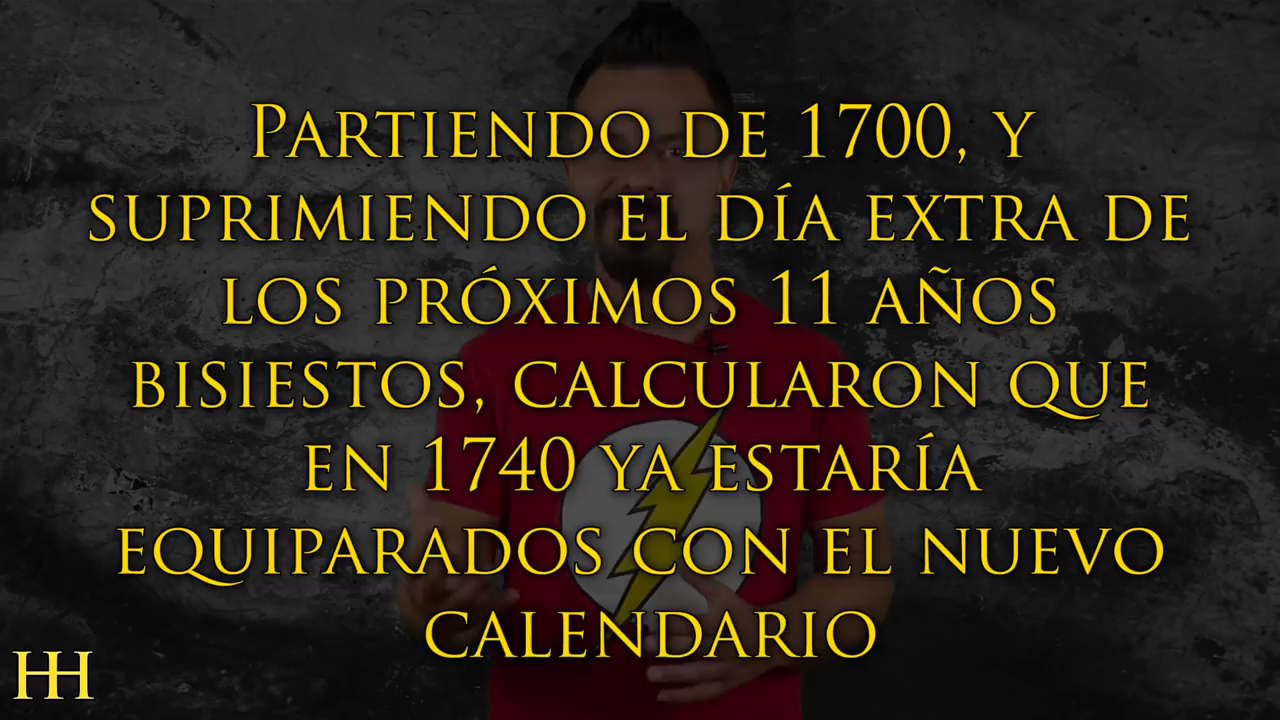 Partiendo de 1700, y
suprimiendo el día extra de
los próximos 11 años
bisiestos, calcularon que
en 1740 ya estaría
equiparados con el nuevo
calendario
HH